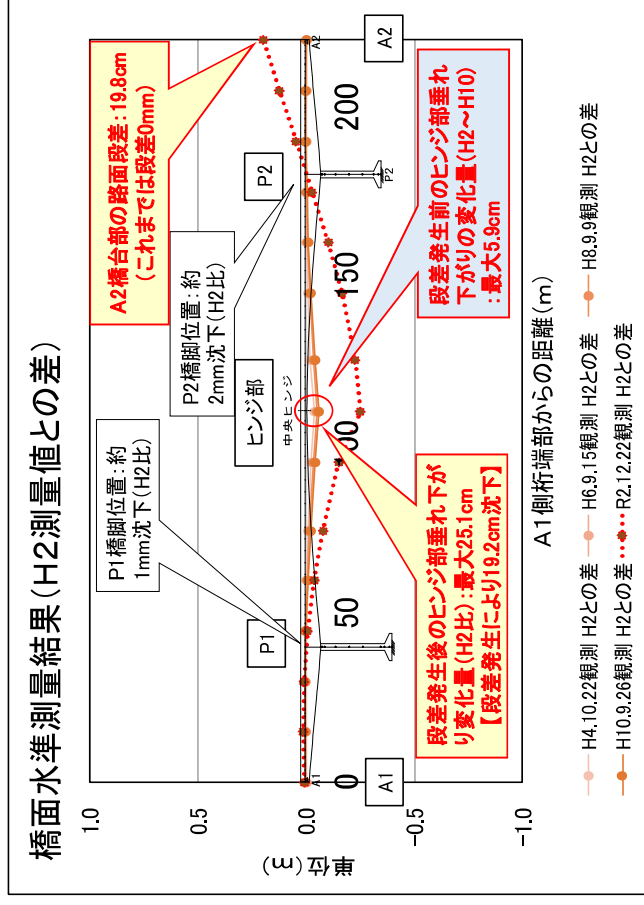 橋面水準測量結果(H2測量値との差)
1.0
0.5
0.0
-0.5
-1.0
単位(m)
P1橋脚位置:約
1mm沈下(H2比)
P2橋脚位置:約
2mm沈下(H2比)
A2橋台部の路面段差:19.8cm
(これまでは段差0mm)
P1
ヒンジ部
中央ヒンジ
P2
A1
A2
P2
段差発生後のヒンジ部垂れ下が
り変化量(H2比):最大25.1cm
【段差発生により19.2cm沈下】
段差発生前のヒンジ部垂れ
下がりの変化量(H2~H10)
:最大5.9cm
0
50
00
150
200
A1
A2
A1側桁端部からの距離(m)
H4.10.22観測 H2との差
H6.9.15観測 H2との差
H8.9.9観測 H2との差
H10.9.26観測 H2との差
R2.12.22観測 H2との差